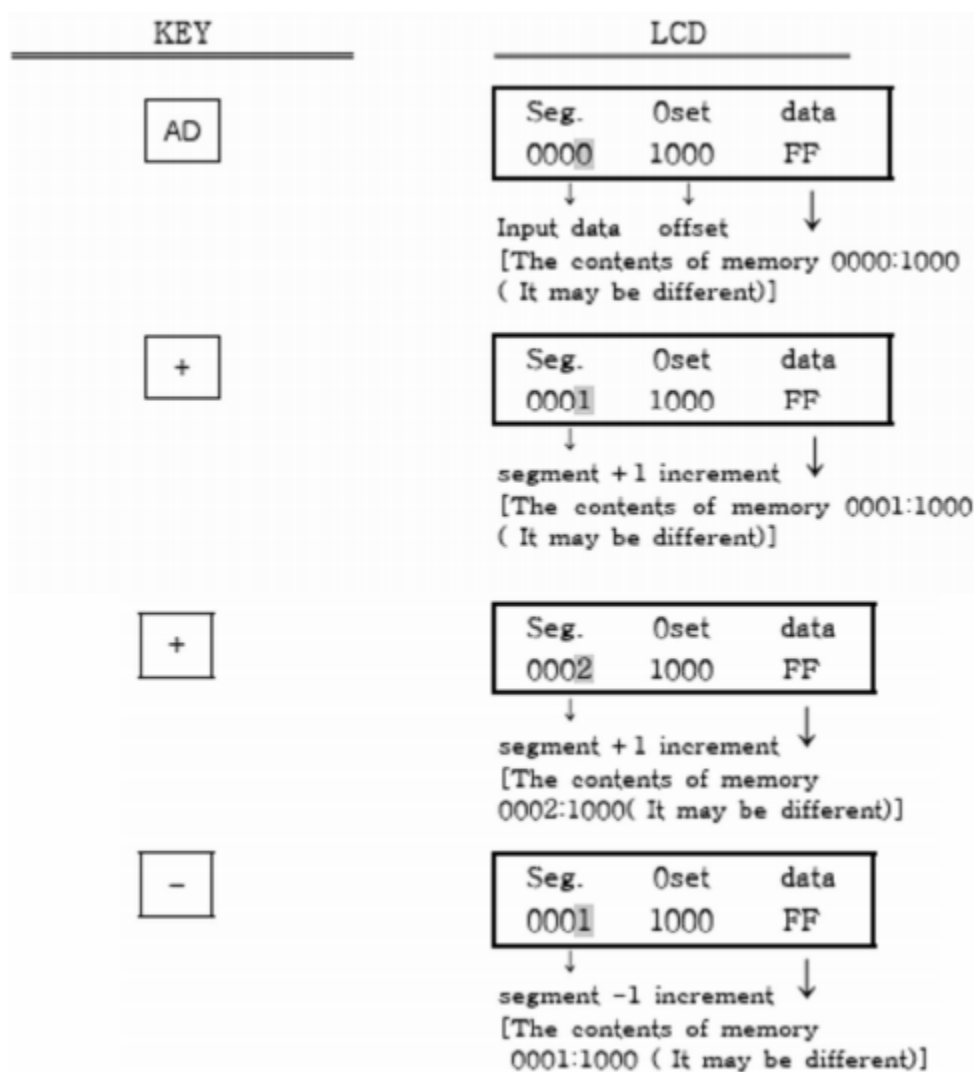 KEY LCD
AD
Seg. 0set data
0000 1000 FF
Input data offset
[The contents of memory 0000:1000
( It may be different)]
+
Seg. 0set data
0001 1000 FF
segment +1 increment
[The contents of memory 0001:1000
( It may be different)]
+
Seg. 0set data
0002 1000 FF
segment +1 increment
[The contents of memory
0002:1000( It may be different)]
-
Seg. 0set data
0001 1000 FF
segment -1 increment
[The contents of memory
0001:1000 ( It may be different)]